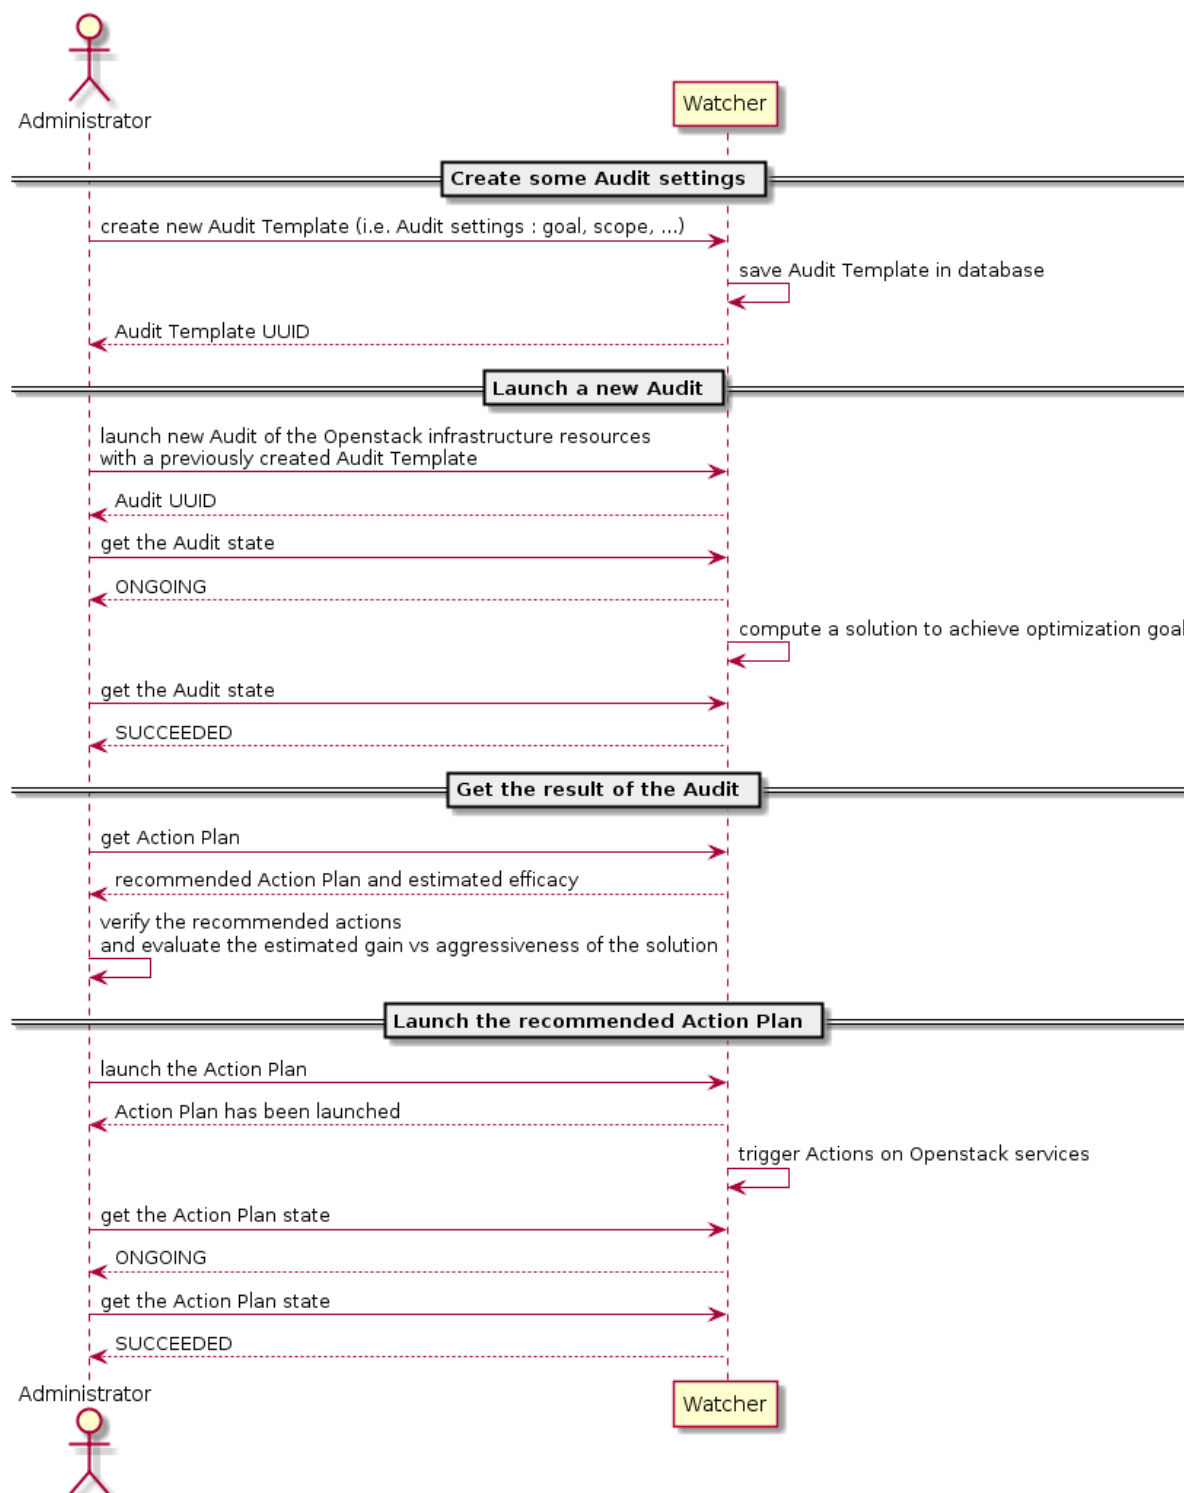 Administrator
Watcher
Create some Audit settings
create new Audit Template (i.e. Audit settings : goal, scope, ...)
save Audit Template in database
Audit Template UUID
Launch a new Audit
launch new Audit of the Openstack infrastructure resources
with a previously created Audit Template
Audit UUID
get the Audit state
ONGOING
compute a solution to achieve optimization goal
get the Audit state
SUCCEEDED
Get the result of the Audit
get Action Plan
recommended Action Plan and estimated efficacy
verify the recommended actions
and evaluate the estimated gain vs aggressiveness of the solution
Launch the recommended Action Plan
launch the Action Plan
Action Plan has been launched
trigger Actions on Openstack services
get the Action Plan state
ONGOING
get the Action Plan state
SUCCEEDED
Administrator
Watcher